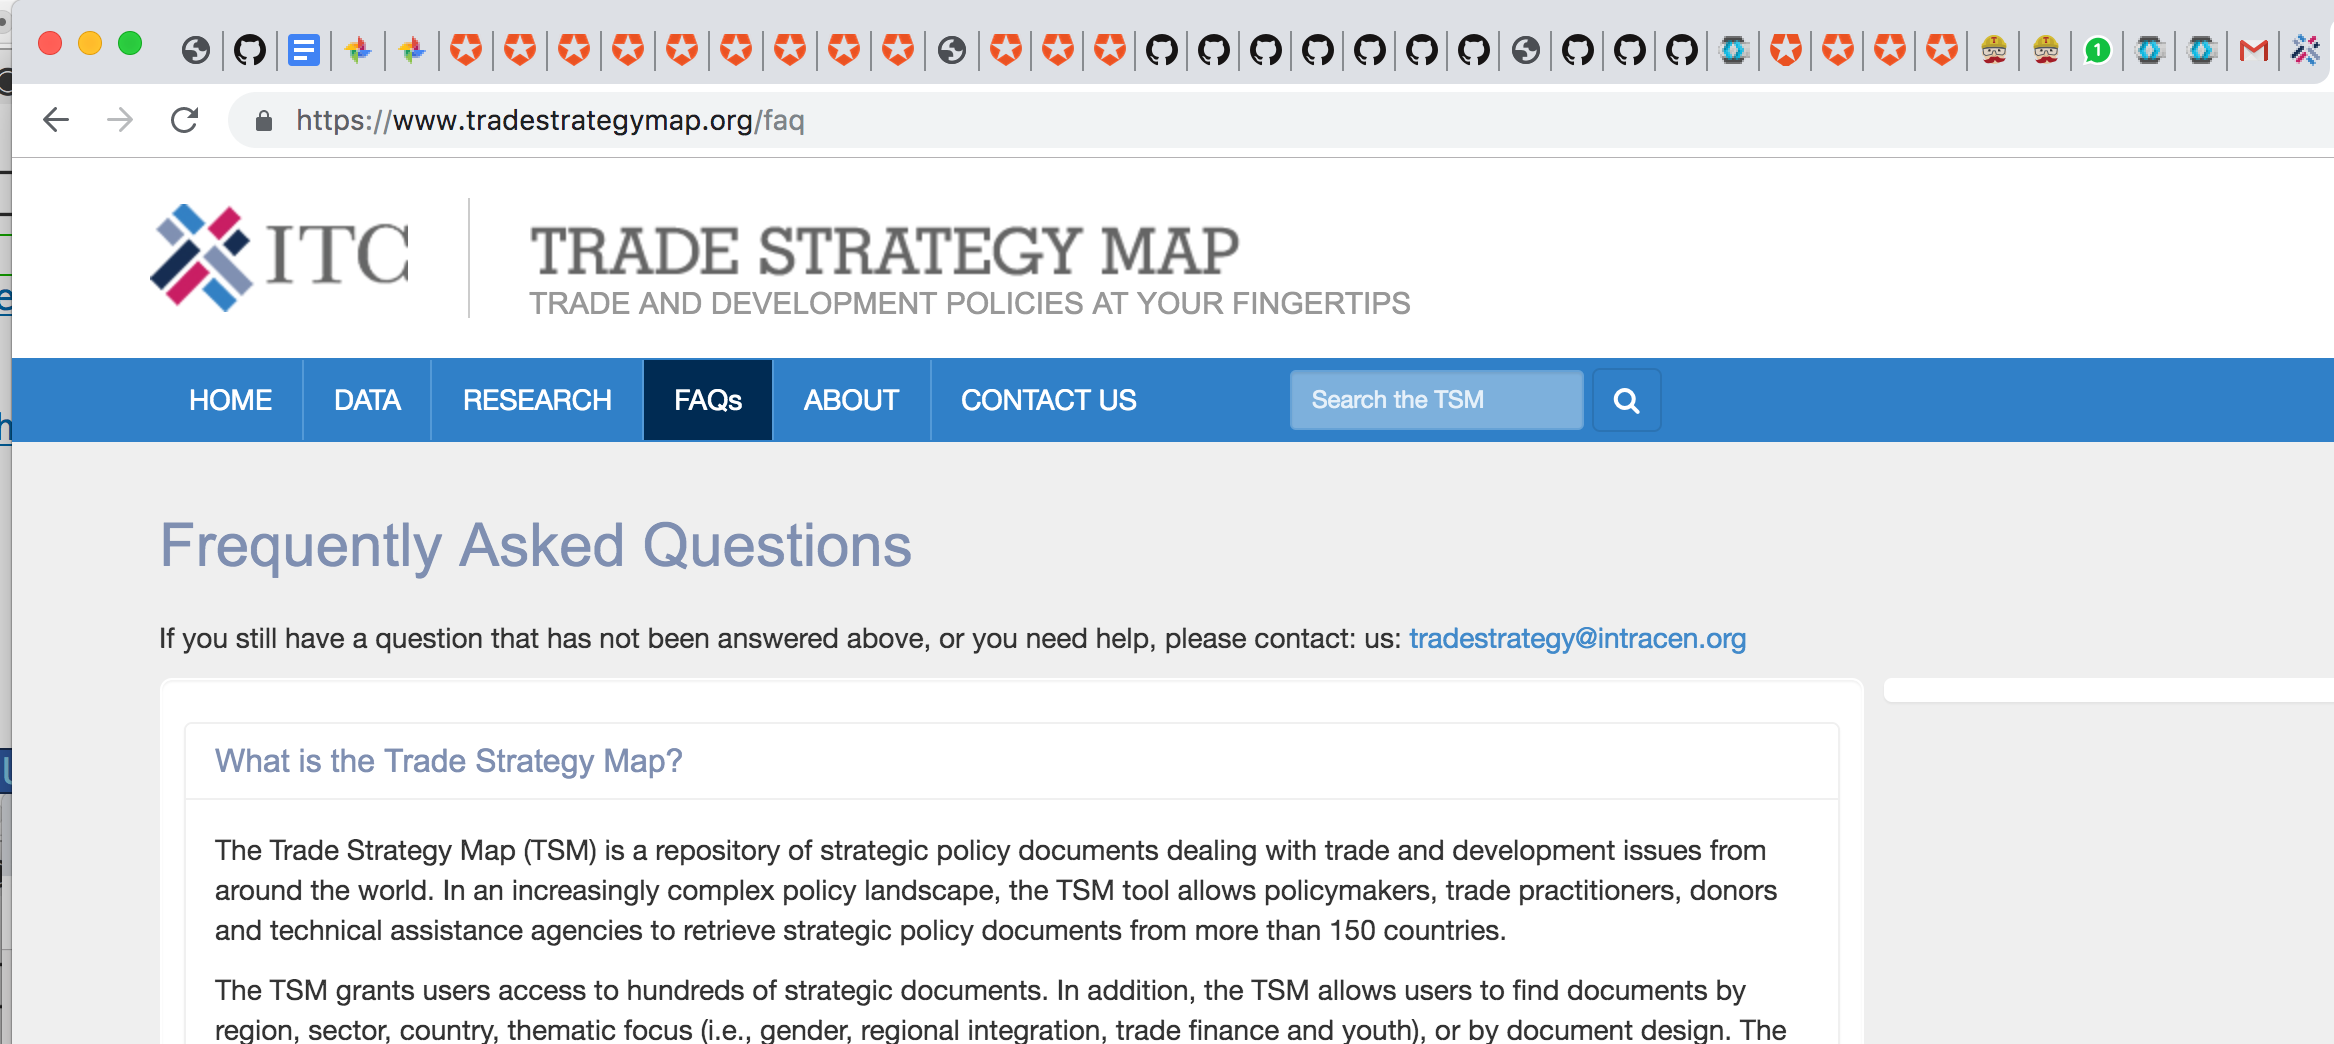 1
https://www.tradestrategymap.org/faq
ITC
TRADE STRATEGY MAP
TRADE AND DEVELOPMENT POLICIES AT YOUR FINGERTIPS
HOME DATA RESEARCH FAQs ABOUT CONTACT US Search the TSM
Frequently Asked Questions
If you still have a question that has not been answered above, or you need help, please contact: us: tradestrategy@intracen.org
What is the Trade Strategy Map?
The Trade Strategy Map (TSM) is a repository of strategic policy documents dealing with trade and development issues from
around the world. In an increasingly complex policy landscape, the TSM tool allows policymakers, trade practitioners, donors
and technical assistance agencies to retrieve strategic policy documents from more than 150 countries.
The TSM grants users access to hundreds of strategic documents. In addition, the TSM allows users to find documents by
region, sector, country, thematic focus (i.e., gender, regional integration, trade finance and youth), or by document design. The